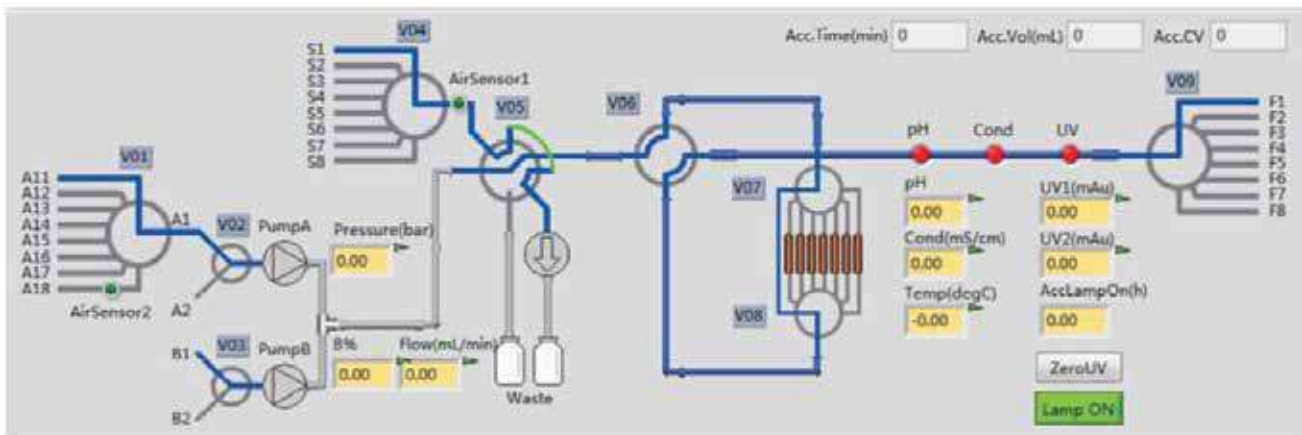 Acc.Time(min) 0 Acc.Vol(mL) 0 Acc.CV 0
V04
S1
S2
S3
S4
S5
S6
S7
S8
AirSensor1
V05
V06
V09
F1
F2
F3
F4
F5
F6
F7
F8
pH Cond UV
V01
A11
A12
A13
A14
A15
A16
A17
A18
AirSensor2
A1
V02
A2
PumpA
Pressure(bar)
0.00
V03
B1
B2
PumpB
B%
0.00
Flow(mL/min)
0.00
Waste
V07
V08
pH
0.00
Cond(mS/cm)
0.00
Temp(degC)
-0.00
UV1(mAu)
0.00
UV2(mAu)
0.00
AccLampOn(h)
0.00
ZeroUV
Lamp ON